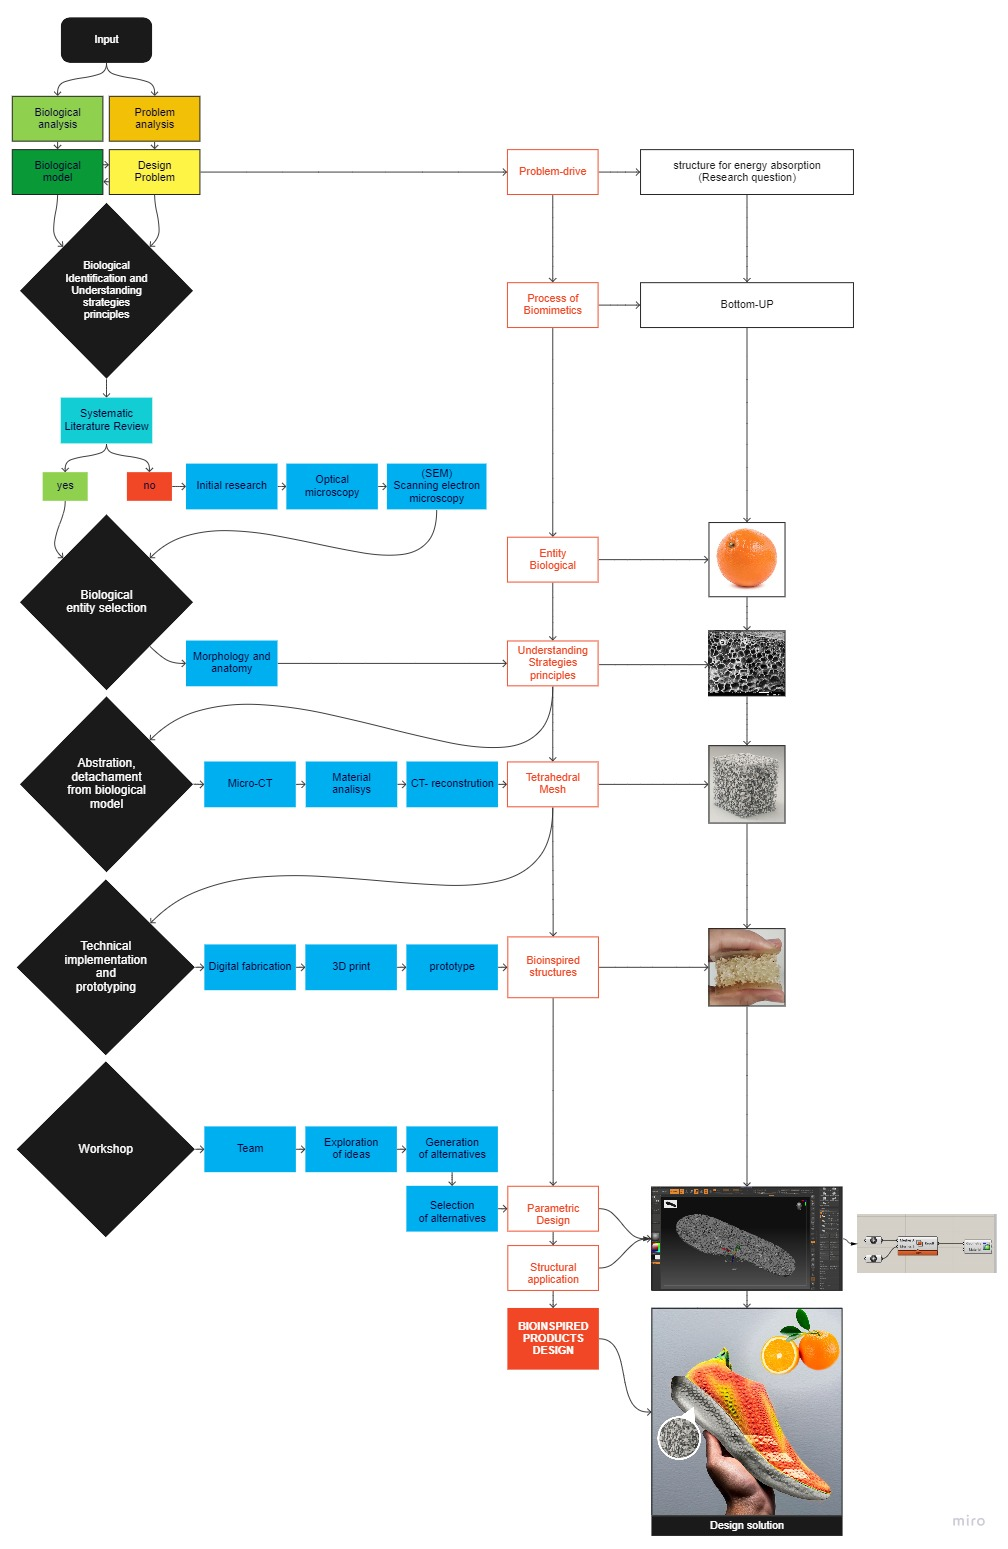 Input
Biological
analysis
Problem
analysis
Biological
model
Design
Problem
Problem-drive
structure for energy absorption
(Research question)
Biological
Identification and
Understanding
strategies
principles
Process of
Biomimetics
Bottom-UP
Systematic
Literature Review
yes
no
Initial research
Optical
microscopy
(SEM)
Scanning electron
microscopy
Entity
Biological
Biological
entity selection
Morphology and
anatomy
Understanding
Strategies
principles
Abstration,
detachament
from biological
model
Micro-CT
Material
analisys
CT- reconstrution
Tetrahedral
Mesh
Technical
implementation
and
prototyping
Digital fabrication
3D print
prototype
Bioinspired
structures
Workshop
Team
Exploration
of ideas
Generation
of alternatives
Selection
of alternatives
Parametric
Design
Structural
application
BIOINSPIRED
PRODUCTS
DESIGN
Design solution
miro